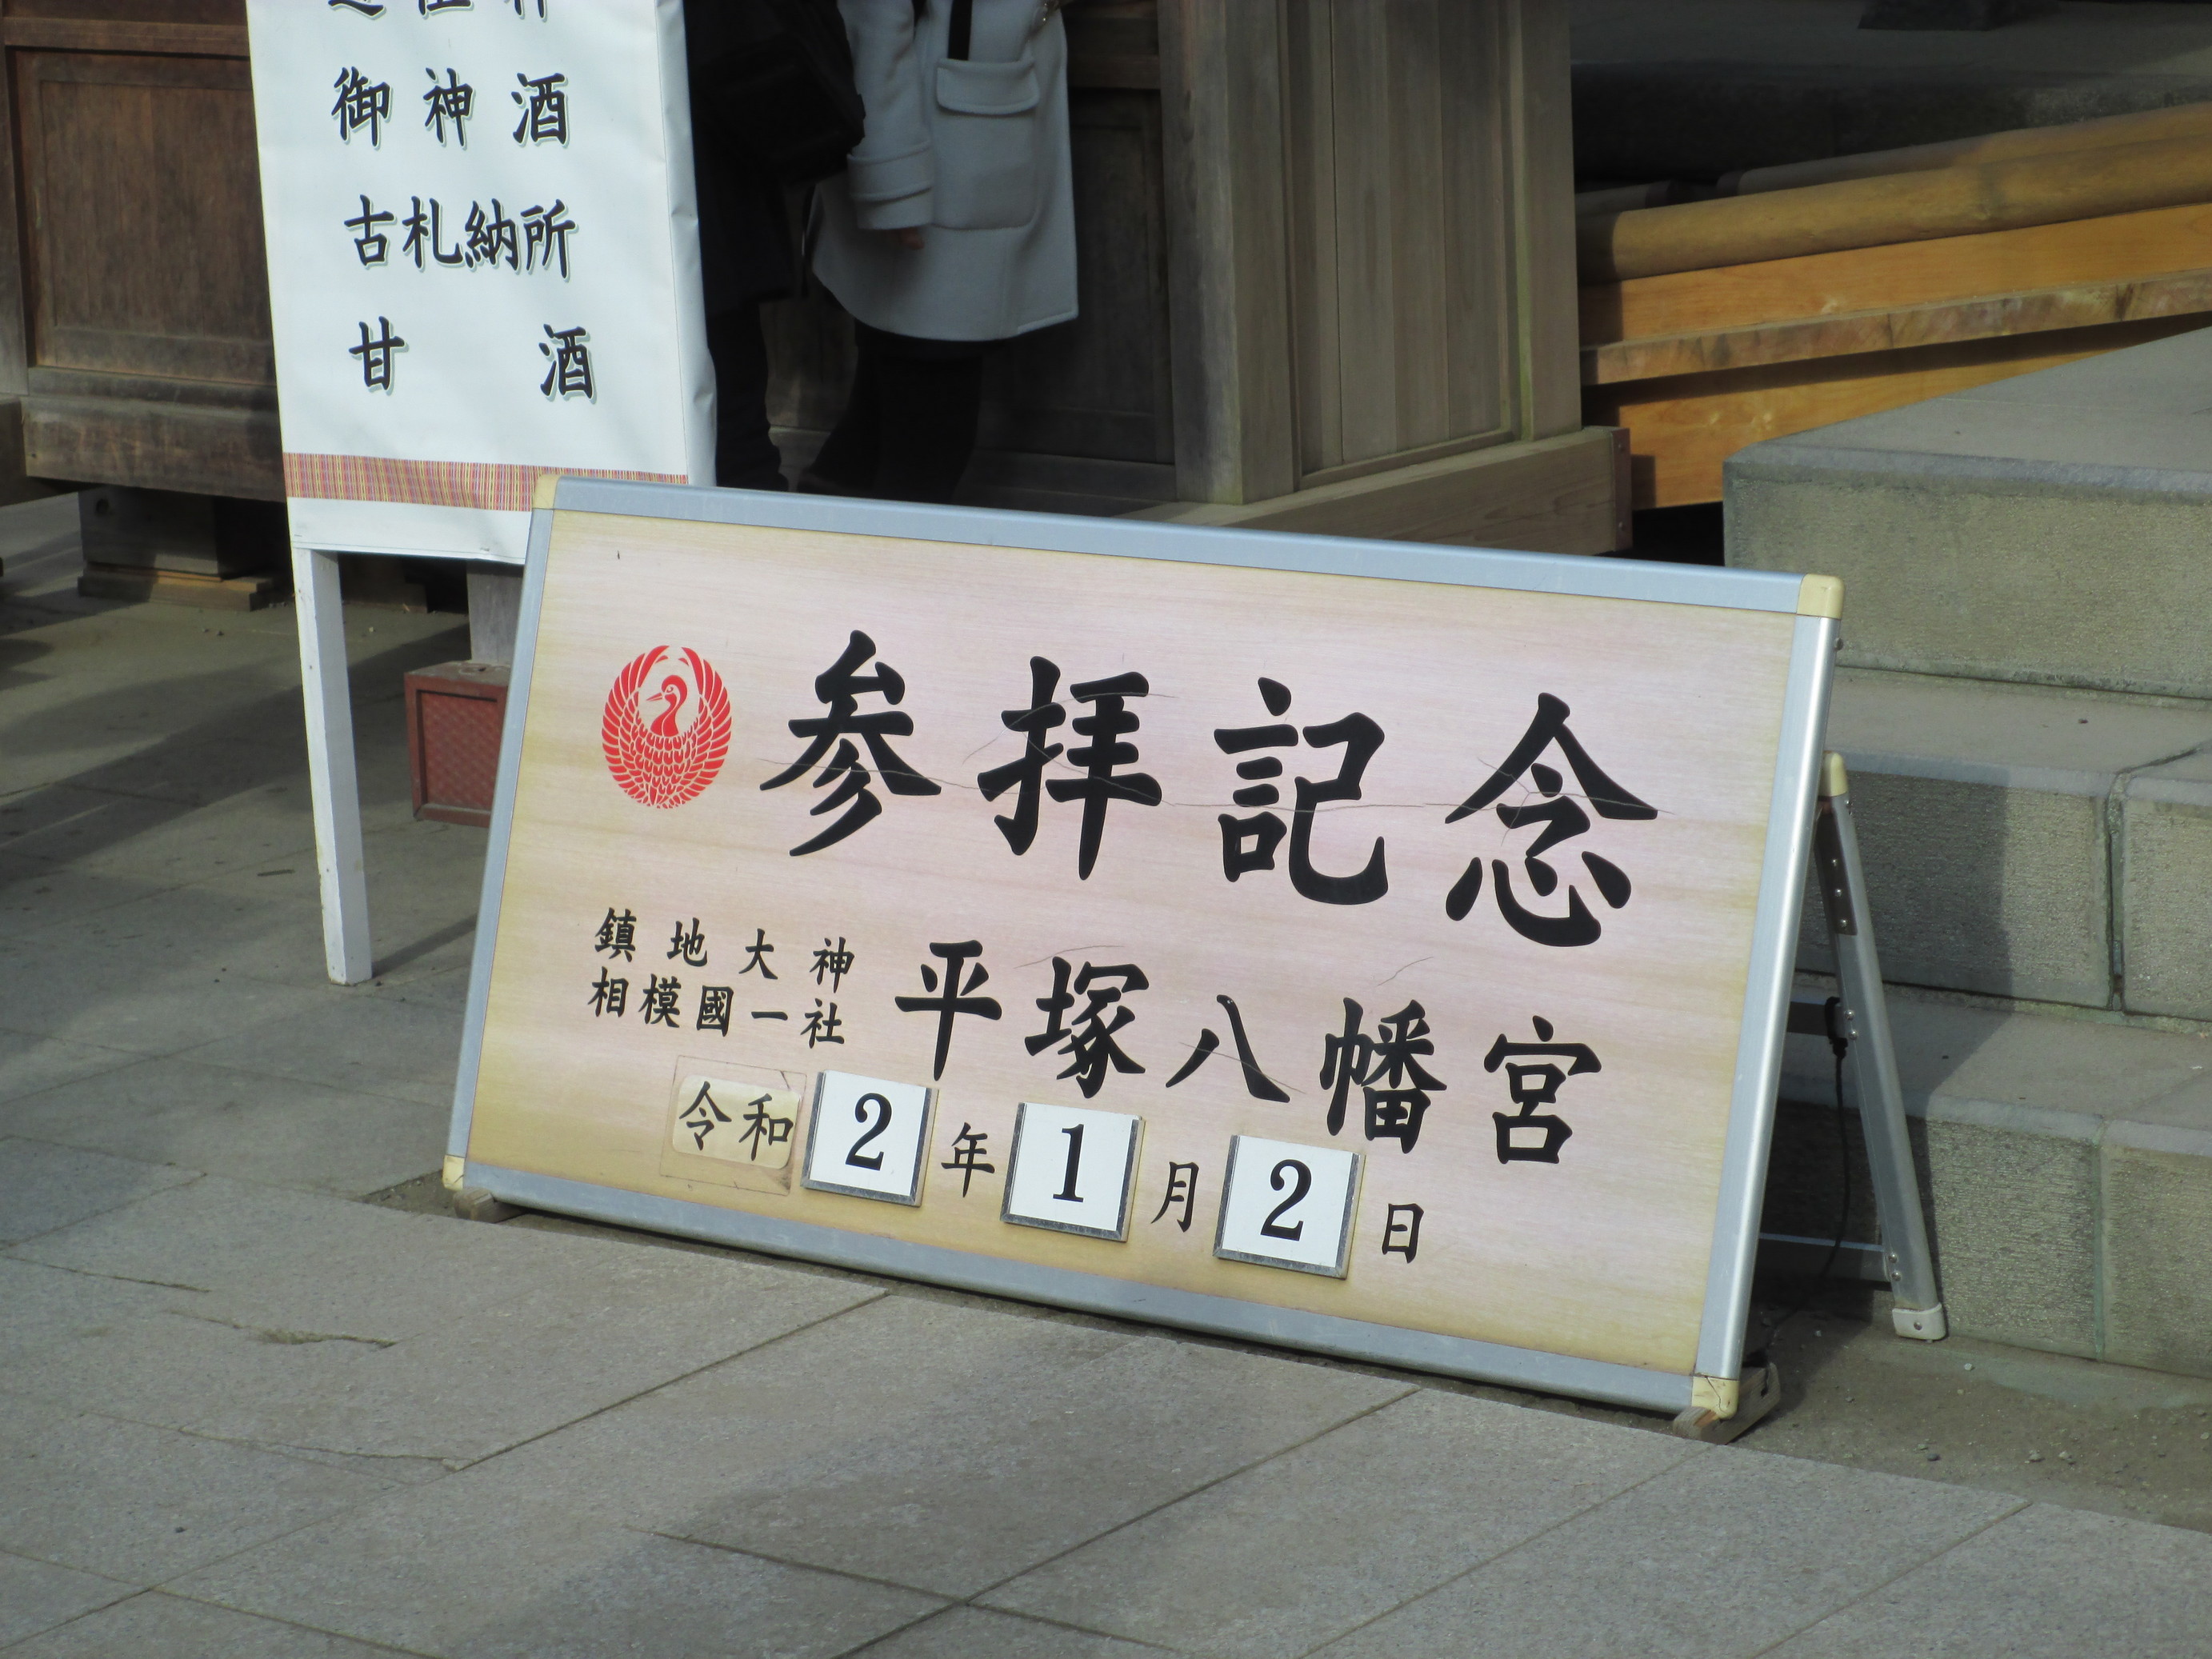 御神酒
古札納所
甘酒
参拝記念
鎮地大神
相模國一社
平塚八幡宮
令和2年1月2日